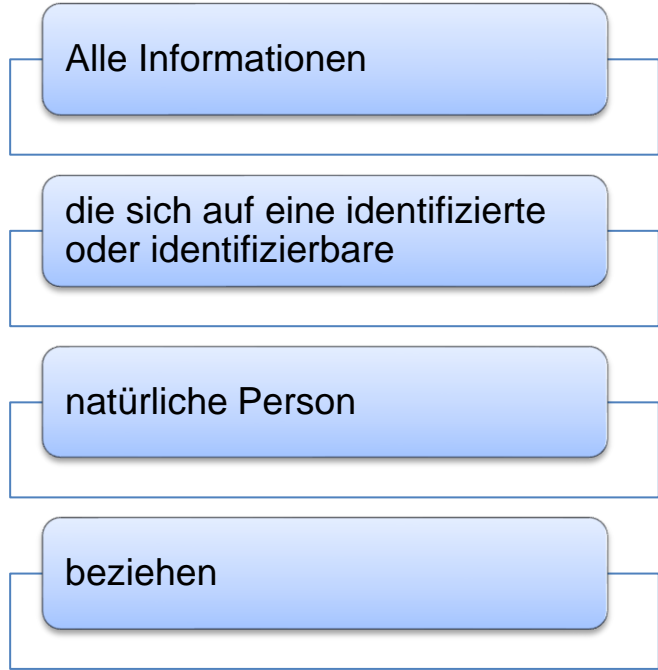 Alle Informationen
die sich auf eine identifizierte
oder identifizierbare
natürliche Person
beziehen